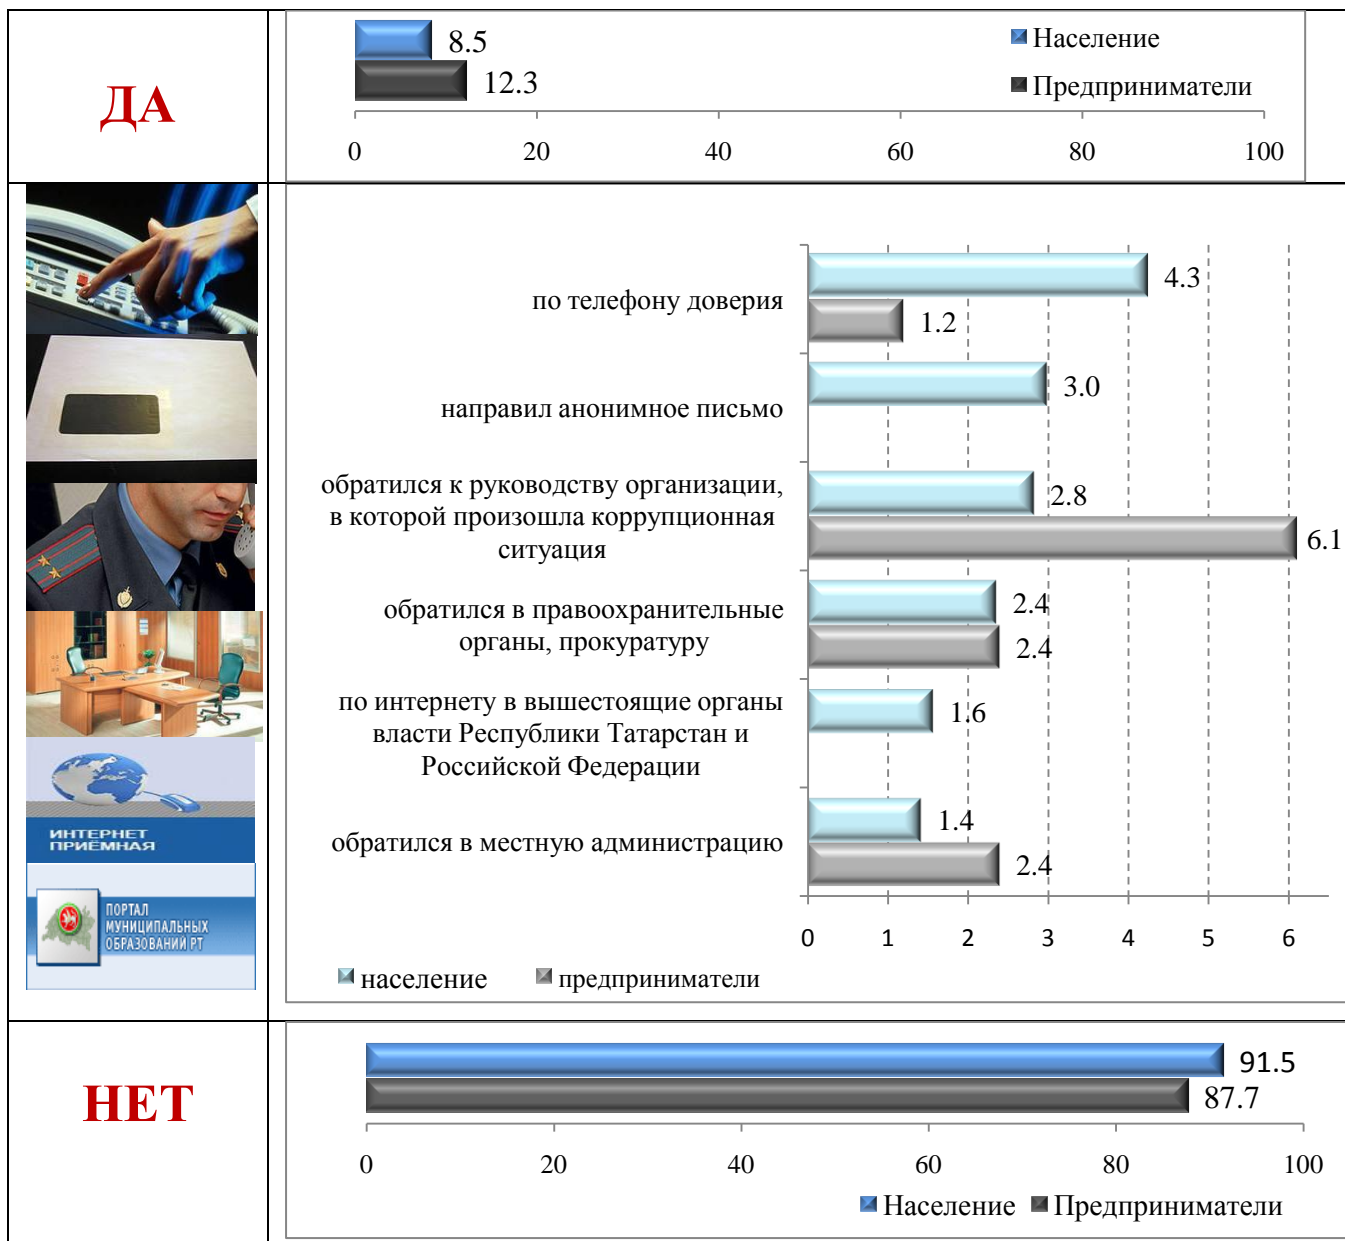 ДА
8.5
12.3
Население
Предприниматели
0 20 40 60 80 100
по телефону доверия
4.3
1.2
направил анонимное письмо
3.0
обратился к руководству организации,
в которой произошла коррупционная
ситуация
2.8
6.1
обратился в правоохранительные
органы, прокуратуру
2.4
2.4
по интернету в вышестоящие органы
власти Республики Татарстан и
Российской Федерации
1.6
обратился в местную администрацию
1.4
2.4
0 1 2 3 4 5 6
население предприниматели
ИНТЕРНЕТ
ПРИЁМНАЯ
ПОРТАЛ
МУНИЦИПАЛЬНЫХ
ОБРАЗОВАНИЙ РТ
НЕТ
91.5
87.7
0 20 40 60 80 100
Население Предприниматели